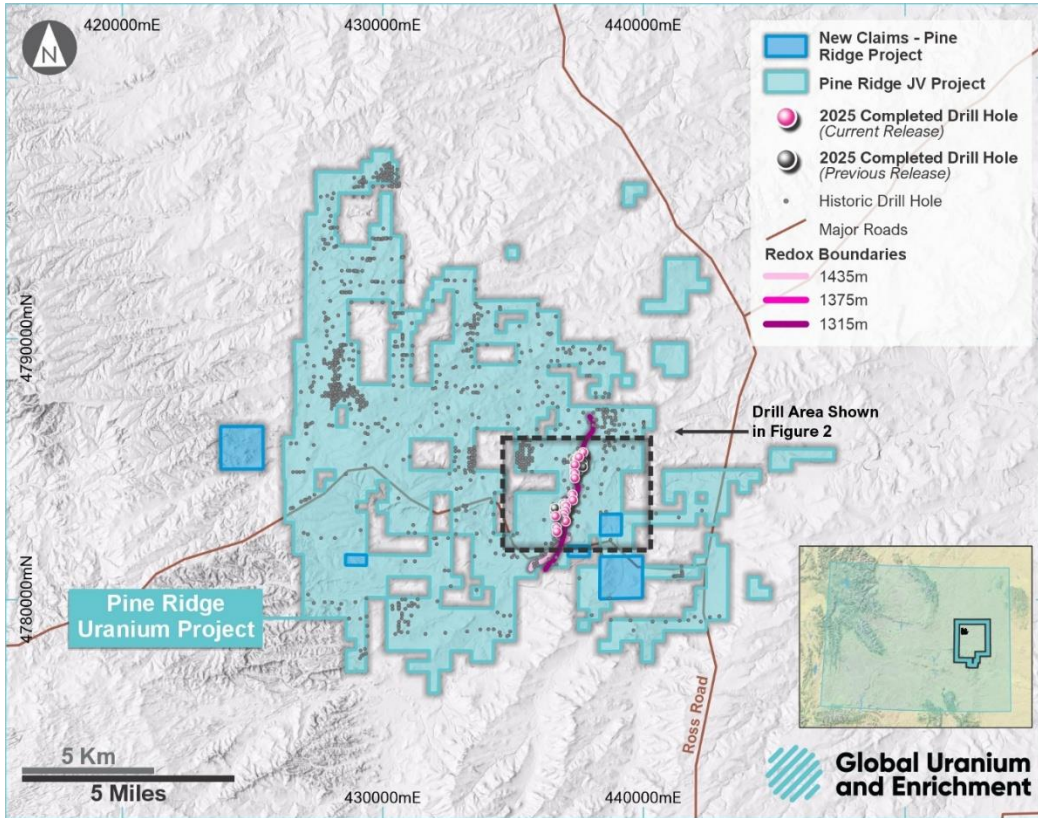 420000mE
430000mE
440000mE
N
New Claims - Pine
Ridge Project
Pine Ridge JV Project
2025 Completed Drill Hole
(Current Release)
2025 Completed Drill Hole
(Previous Release)
Historic Drill Hole
Major Roads
Redox Boundaries
1435m
1375m
1315m
4790000mN
Drill Area Shown
in Figure 2
4780000mN
Pine Ridge
Uranium Project
Ross Road
5 Km
5 Miles
430000mE
440000mE
Global Uranium
and Enrichment